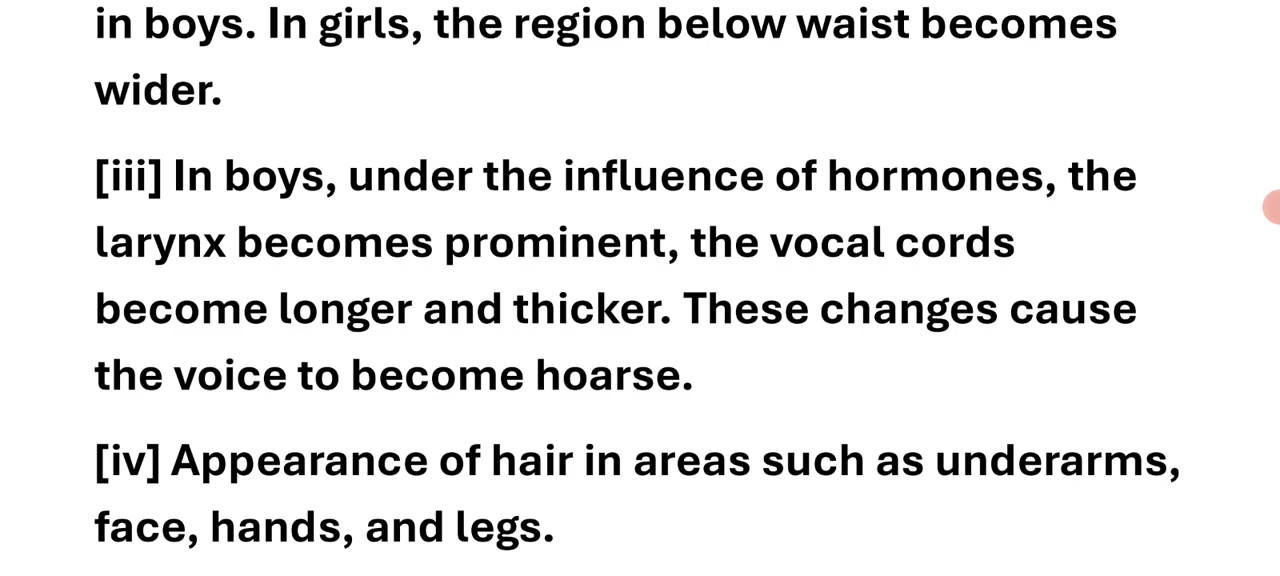 in boys. In girls, the region below waist becomes
wider.
[iii] In boys, under the influence of hormones, the
larynx becomes prominent, the vocal cords
become longer and thicker. These changes cause
the voice to become hoarse.
[iv] Appearance of hair in areas such as underarms,
face, hands, and legs.